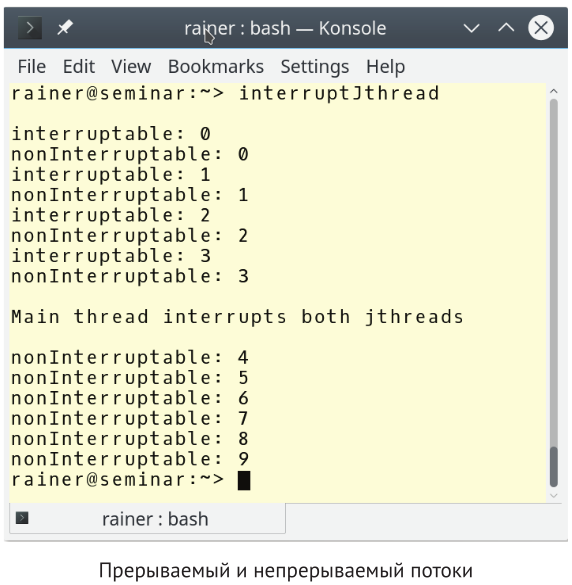 rainer : bash — Konsole
File Edit View Bookmarks Settings Help
rainer@seminar:~> interruptJthread
interruptable: 0
nonInterruptable: 0
interruptable: 1
nonInterruptable: 1
interruptable: 2
nonInterruptable: 2
interruptable: 3
nonInterruptable: 3
Main thread interrupts both jthreads
nonInterruptable: 4
nonInterruptable: 5
nonInterruptable: 6
nonInterruptable: 7
nonInterruptable: 8
nonInterruptable: 9
rainer@seminar:~>
rainer : bash
Прерываемый и непрерываемый потоки